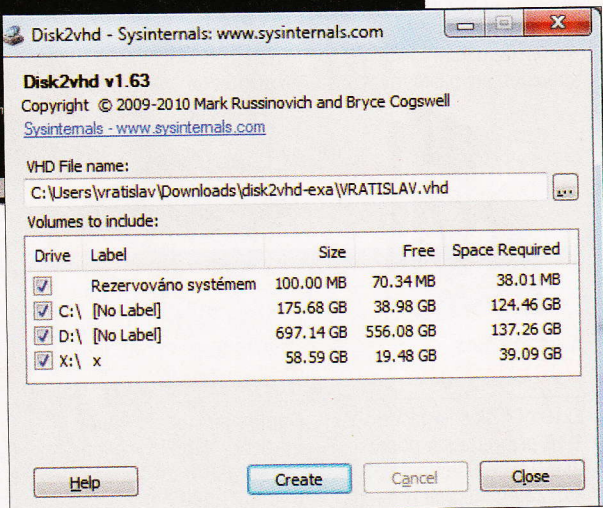 Disk2vhd - Sysinternals: www.sysinternals.com
Disk2vhd v1.63
Copyright © 2009-2010 Mark Russinovich and Bryce Cogswell
Sysinternals - www.sysinternals.com
VHD File name:
C:\Users\vratislav\Downloads\disk2vhd-exa\VRATISLAV.vhd
...
Volumes to include:
Drive Label Size Free Space Required
Rezervováno systémem 100.00 MB 70.34 MB 38.01 MB
C:\ [No Label] 175.68 GB 38.98 GB 124.46 GB
D:\ [No Label] 697.14 GB 556.08 GB 137.26 GB
X:\ x 58.59 GB 19.48 GB 39.09 GB
Help Create Cancel Close